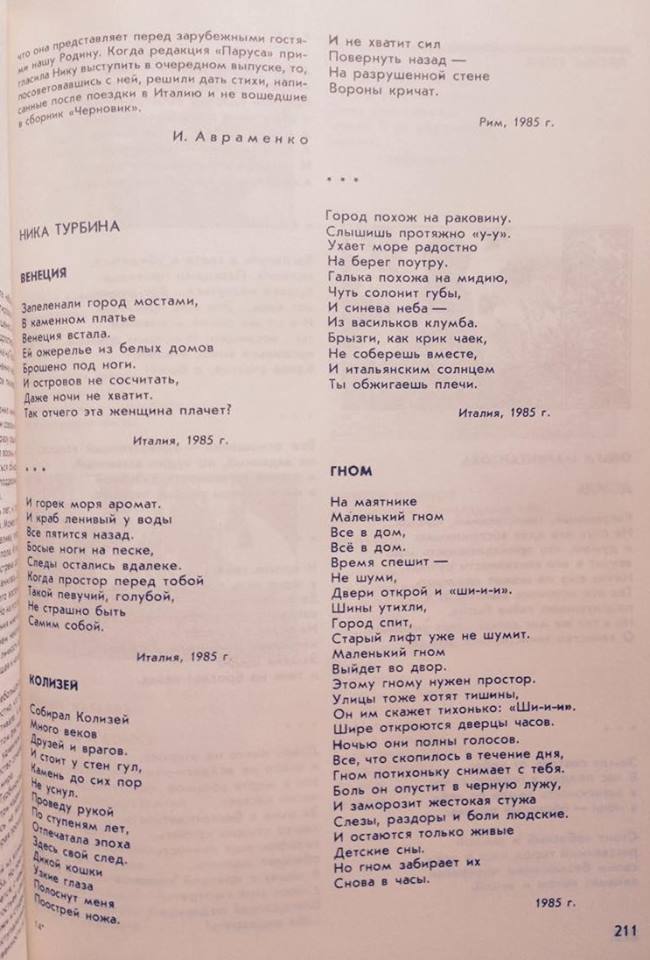 что она представляет перед зарубежными гостя-
ми нашу Родину. Когда редакция «Паруса» при-
гласила Нику выступить в очередном выпуске, то,
посоветовавшись с ней, решили дать стихи, напи-
санные после поездки в Италию и не вошедшие
в сборник «Черновик».
И. Авраменко
НИКА ТУРБИНА
ВЕНЕЦИЯ
Запеленали город мостами,
В каменном платье
Венеция встала.
Ей ожерелье из белых домов
Брошено под ноги.
И островов не сосчитать,
Даже ночи не хватит.
Так отчего эта женщина плачет?
Италия, 1985 г.
* * *
И горек моря аромат.
И краб ленивый у воды
Все пятится назад.
Босые ноги на песке,
Следы остались вдалеке.
Когда простор перед тобой
Такой певучий, голубой,
Не страшно быть
Самим собой.
Италия, 1985 г.
КОЛИЗЕЙ
Собирал Колизей
Много веков
Друзей и врагов.
И стоит у стен гул,
Камень до сих пор
Не уснул.
Проведу рукой
По ступеням лет,
Отпечатала эпоха
Здесь свой след.
Дикой кошки
Узкие глаза
Полоснут меня
Поострей ножа.
14*
И не хватит сил
Повернуть назад —
На разрушенной стене
Вороны кричат.
Рим, 1985 г.
* * *
Город похож на раковину.
Слышишь протяжно «у-у».
Ухает море радостно
На берег поутру.
Галька похожа на мидию,
Чуть солонит губы,
И синева неба —
Из васильков клумба.
Брызги, как крик чаек,
Не соберешь вместе,
И итальянским солнцем
Ты обжигаешь плечи.
Италия, 1985 г.
ГНОМ
На маятнике
Маленький гном
Все в дом,
Всё в дом.
Время спешит —
Не шуми,
Двери открой и «ши-и-и».
Шины утихли,
Город спит,
Старый лифт уже не шумит.
Маленький гном
Выйдет во двор.
Этому гному нужен простор.
Улицы тоже хотят тишины,
Он им скажет тихонько: «Ши-и-и».
Шире откроются дверцы часов.
Ночью они полны голосов.
Все, что скопилось в течение дня,
Гном потихоньку снимает с тебя.
Боль он опустит в черную лужу,
И заморозит жестокая стужа
Слезы, раздоры и боли людские.
И остаются только живые
Детские сны.
Но гном забирает их
Снова в часы.
1985 г.
211